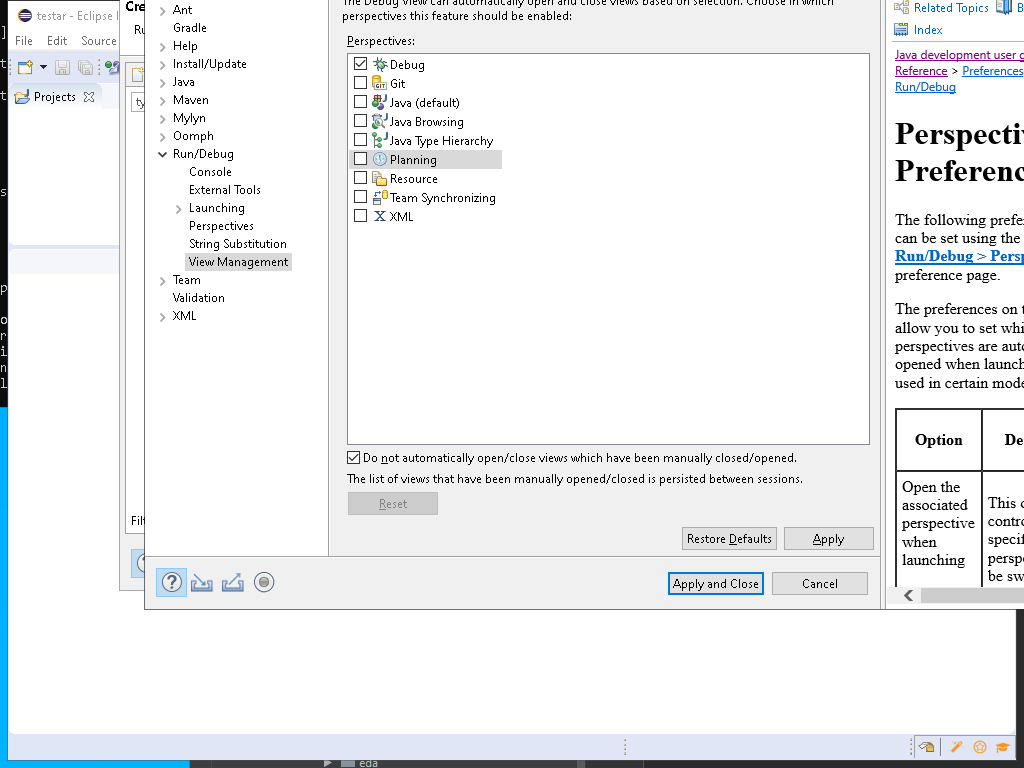 testar - Eclipse I
File Edit Source
Projects
Cre
Ru
ty
Filt
Ant
Gradle
Help
Install/Update
Java
Maven
Mylyn
Oomph
Run/Debug
Console
External Tools
Launching
Perspectives
String Substitution
View Management
Team
Validation
XML
The Debug View can automatically open and close views based on selection. Choose in which
perspectives this feature should be enabled:
Perspectives:
Debug
Git
Java (default)
Java Browsing
Java Type Hierarchy
Planning
Resource
Team Synchronizing
XML
Do not automatically open/close views which have been manually closed/opened.
The list of views that have been manually opened/closed is persisted between sessions.
Reset
Restore Defaults Apply
Apply and Close Cancel
Related Topics B
Index
Java development user g
Reference > Preferences
Run/Debug
Perspectiv
Preferenc
The following prefe
can be set using the
Run/Debug > Persp
preference page.
The preferences on t
allow you to set whi
perspectives are auto
opened when launch
used in certain mode
Option De
Open the
associated
perspective
when
launching
This o
contro
specif
perspe
be sw
eda